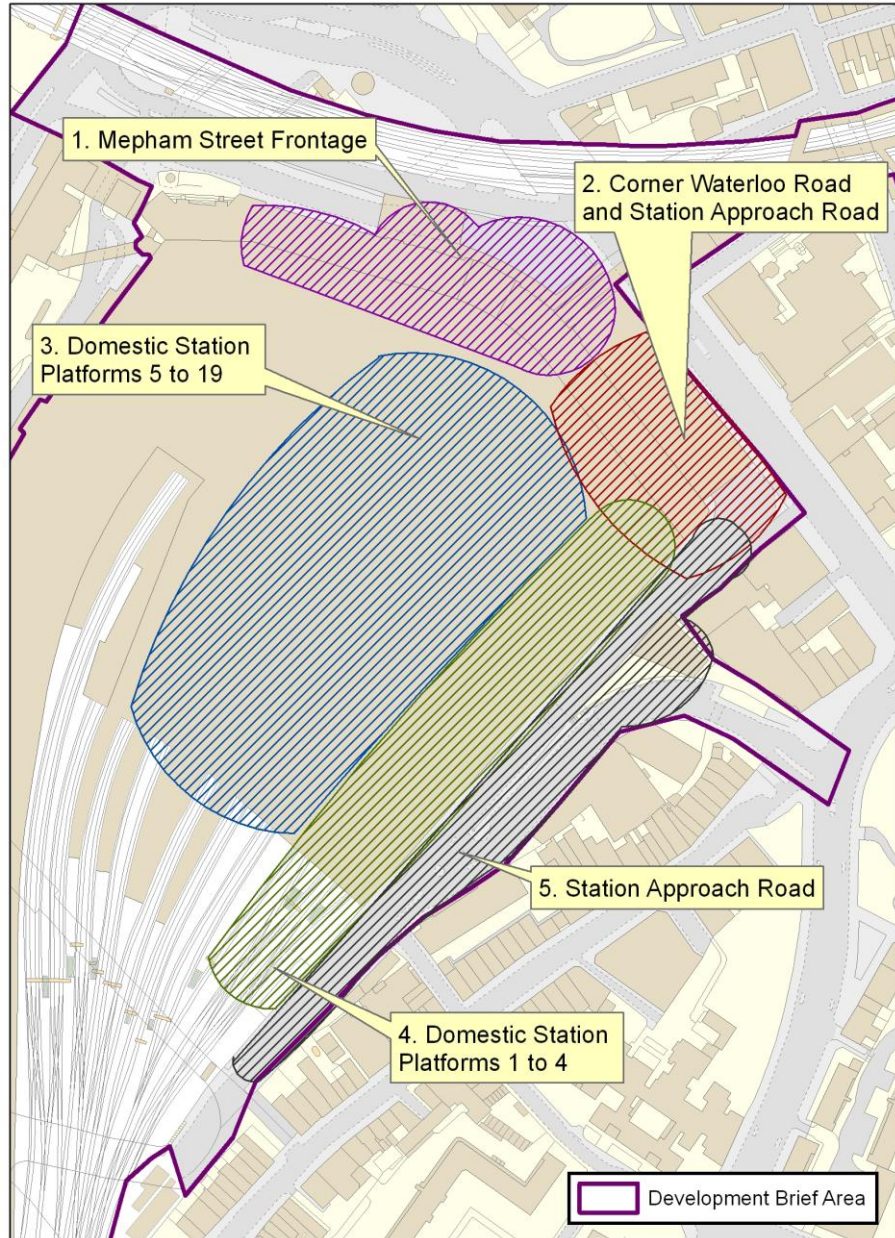 1. Mepham Street Frontage
2. Corner Waterloo Road
and Station Approach Road
3. Domestic Station
Platforms 5 to 19
5. Station Approach Road
4. Domestic Station
Platforms 1 to 4
Development Brief Area